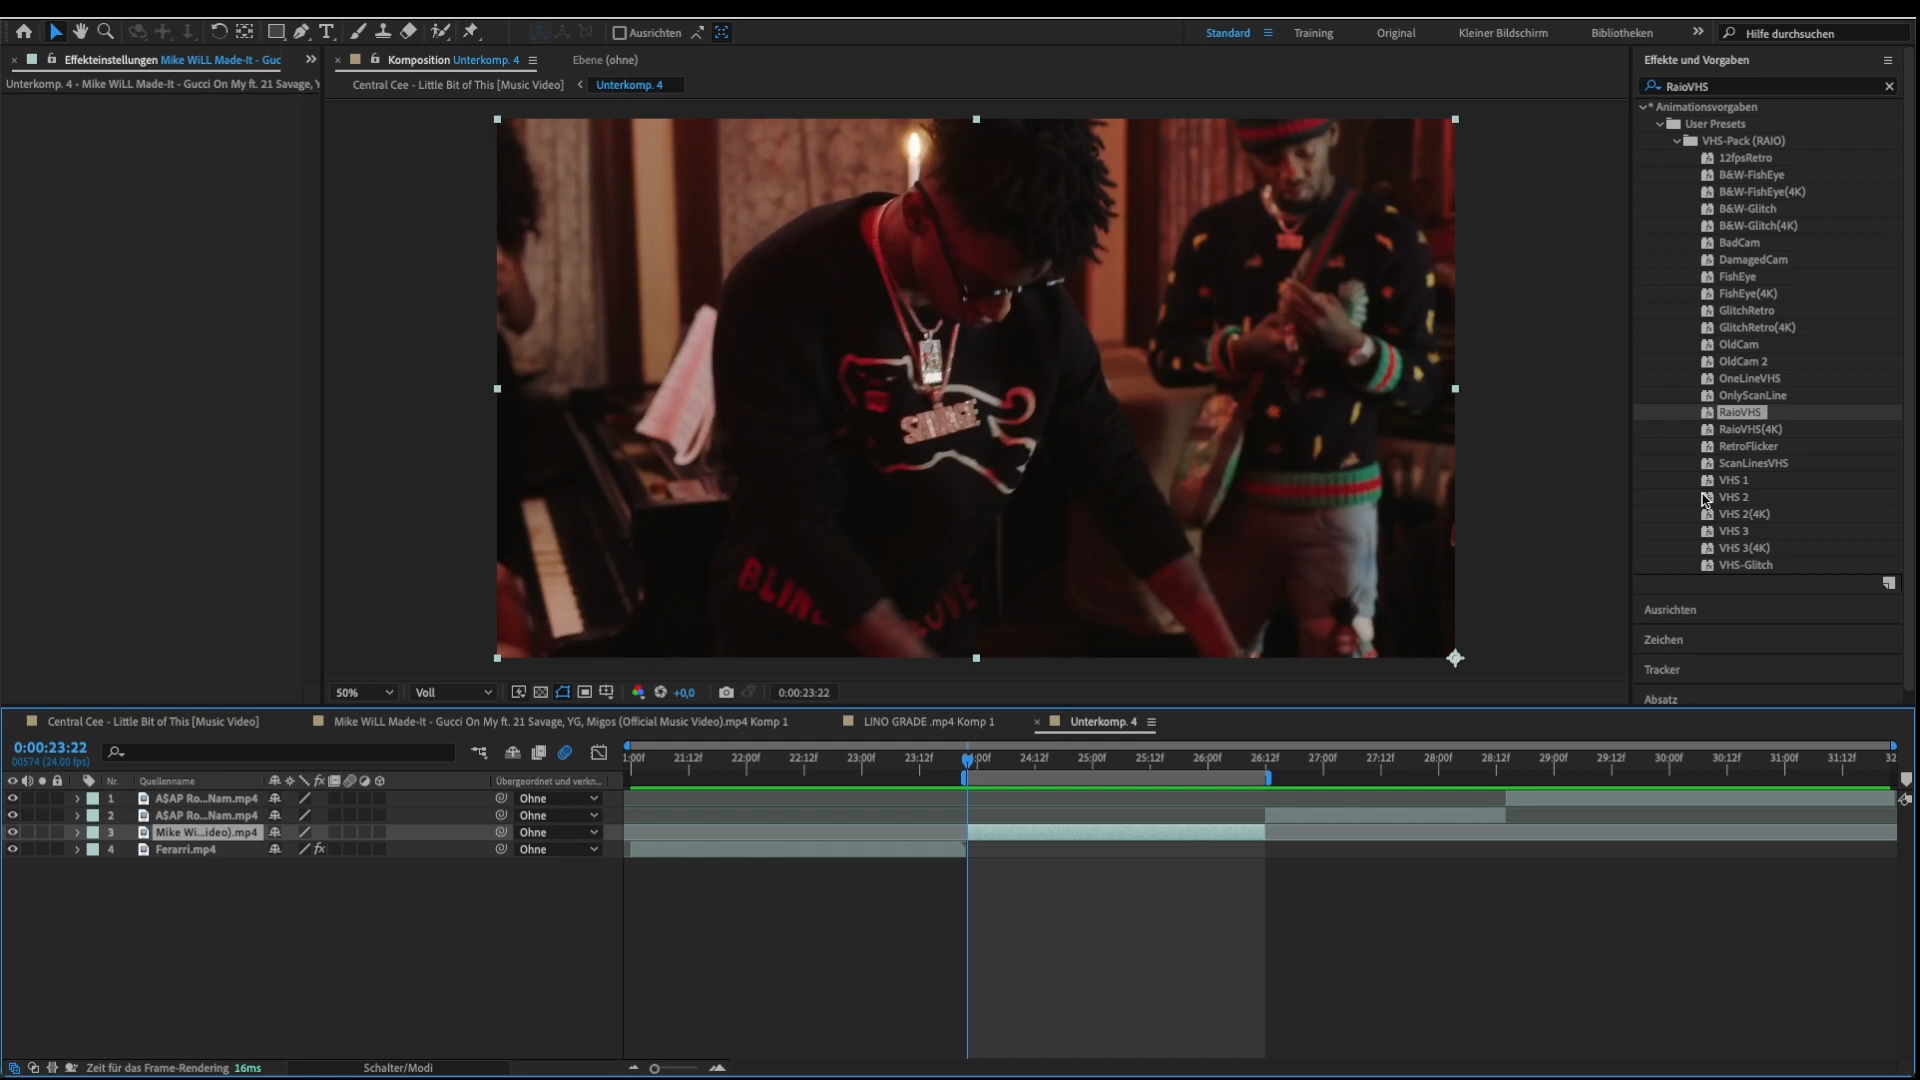 Ausrichten
Standard
Training
Original
Kleiner Bildschirm
Bibliotheken
Hilfe durchsuchen
Effekteinstellungen Mike WiLL Made-It - Guc
Komposition Unterkomp. 4
Ebene (ohne)
Effekte und Vorgaben
Unterkomp. 4 • Mike WiLL Made-It - Gucci On My ft. 21 Savage, Y
Central Cee - Little Bit of This [Music Video]
Unterkomp. 4
RaioVHS
* Animationsvorgaben
User Presets
VHS-Pack (RAIO)
12fpsRetro
B&W-FishEye
B&W-FishEye(4K)
B&W-Glitch
B&W-Glitch(4K)
BadCam
DamagedCam
FishEye
FishEye(4K)
GlitchRetro
GlitchRetro(4K)
OldCam
OldCam 2
OneLineVHS
OnlyScanLine
RaioVHS
RaioVHS(4K)
RetroFlicker
ScanLinesVHS
VHS 1
VHS 2
VHS 2(4K)
VHS 3
VHS 3(4K)
VHS-Glitch
SAVAGE
BLIND
LOVE
Ausrichten
Zeichen
Tracker
Absatz
50%
Voll
+0,0
0:00:23:22
Central Cee - Little Bit of This [Music Video]
Mike WiLL Made-It - Gucci On My ft. 21 Savage, YG, Migos (Official Music Video).mp4 Komp 1
LINO GRADE .mp4 Komp 1
Unterkomp. 4
0:00:23:22
00574 (24.00 fps)
1:00f 21:12f 22:00f 22:12f 23:00f 23:12f :00f 24:12f 25:00f 25:12f 26:00f 26:12f 27:00f 27:12f 28:00f 28:12f 29:00f 29:12f 30:00f 30:12f 31:00f 31:12f 32
Nr.
Quellenname
fx
Übergeordnet und verkn...
1 A$AP Ro...Nam.mp4 Ohne
2 A$AP Ro...Nam.mp4 Ohne
3 Mike Wi...ideo).mp4 Ohne
4 Ferarri.mp4 fx Ohne
Zeit für das Frame-Rendering 16ms
Schalter/Modi